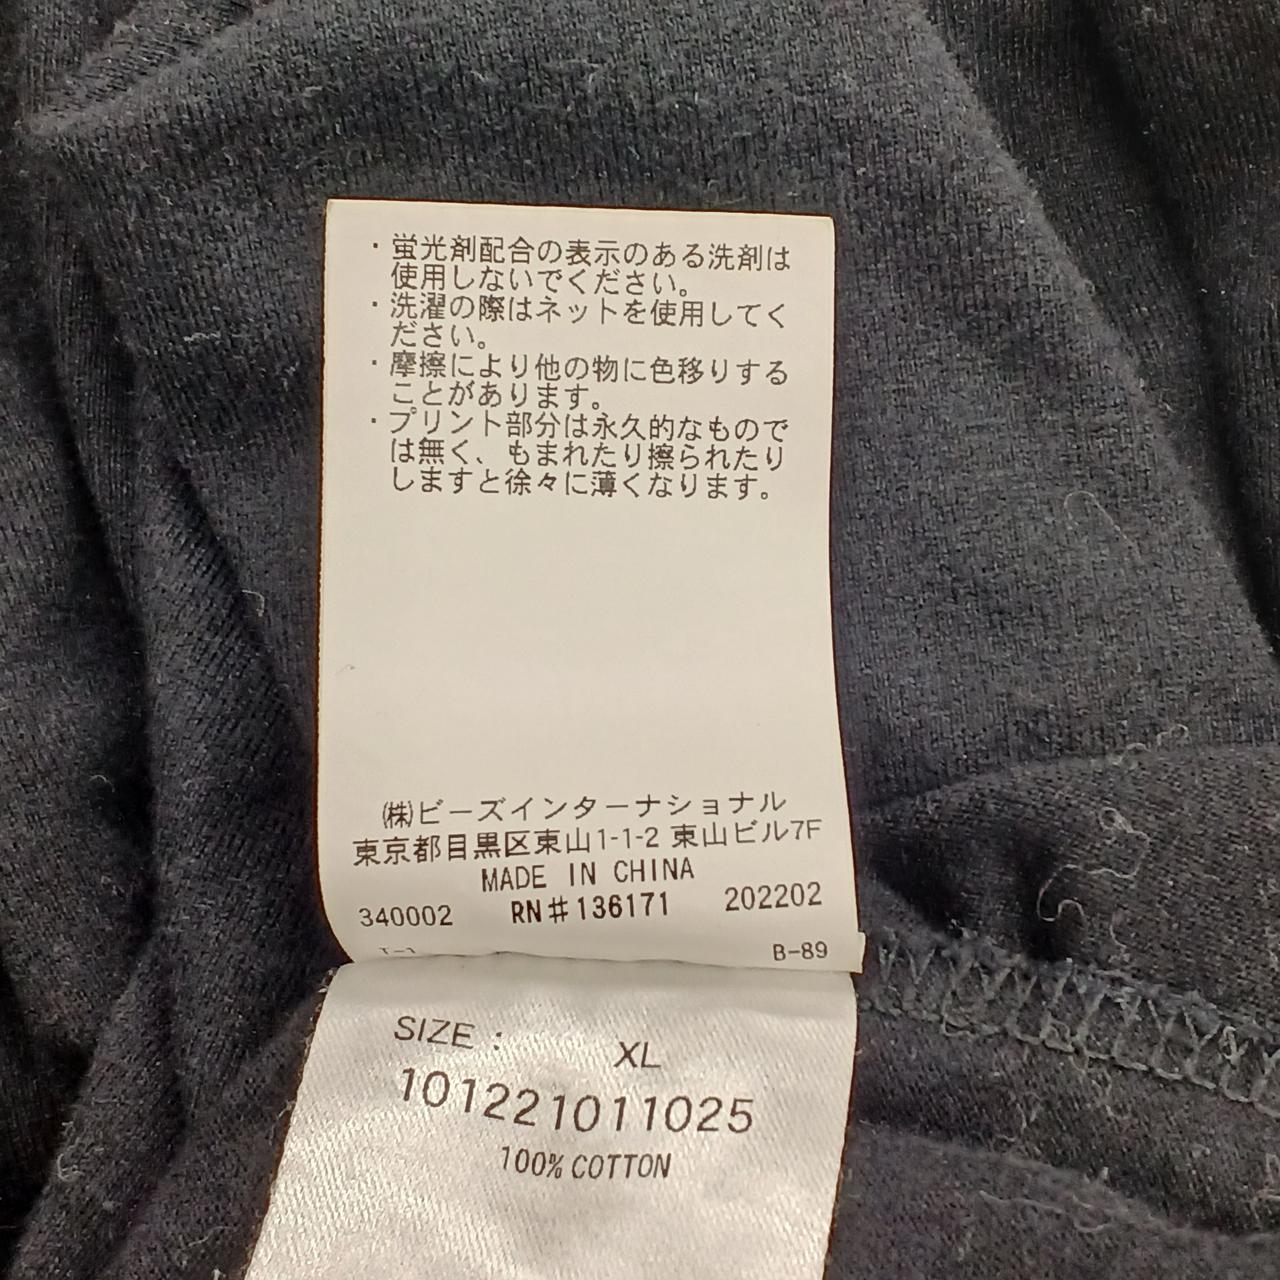 ・蛍光剤配合の表示のある洗剤は
使用しないでください。
・洗濯の際はネットを使用してく
ださい。
・摩擦により他の物に色移りする
ことがあります。
・プリント部分は永久的なもので
は無く、もまれたり擦られたり
しますと徐々に薄くなります。
㈱ビーズインターナショナル
東京都目黒区東山1-1-2 東山ビル7F
MADE IN CHINA
340002 RN#136171 202202
B-89
SIZE : XL
101221011025
100% COTTON